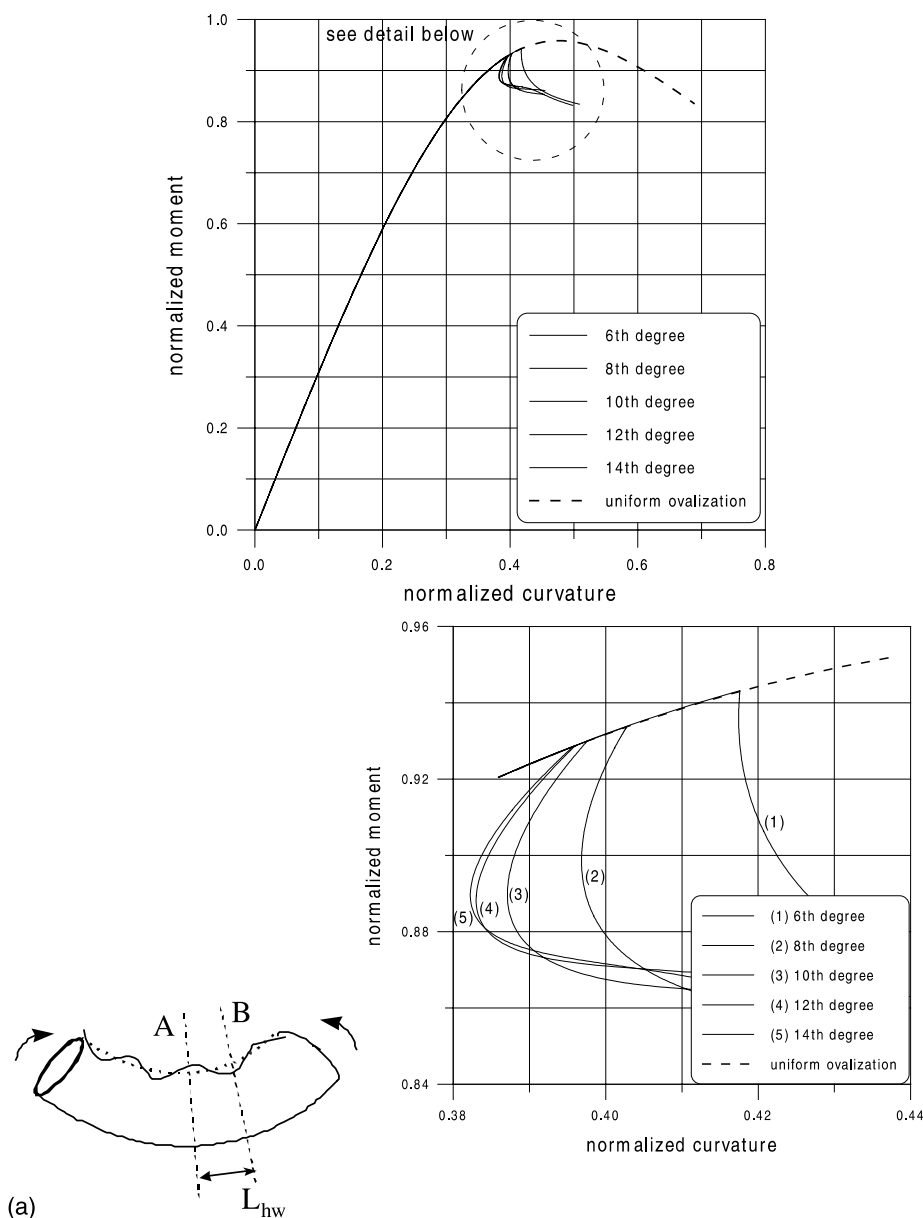 see detail below
1.0
0.8
0.6
0.4
0.2
0.0
normalized moment
6th degree
8th degree
10th degree
12th degree
14th degree
uniform ovalization
0.0 0.2 0.4 0.6 0.8
normalized curvature
0.96
0.92
0.88
0.84
normalized moment
(1)
(2)
(3)
(4)
(5)
(1) 6th degree
(2) 8th degree
(3) 10th degree
(4) 12th degree
(5) 14th degree
uniform ovalization
0.38 0.40 0.42 0.44
normalized curvature
A B
Lhw
(a)